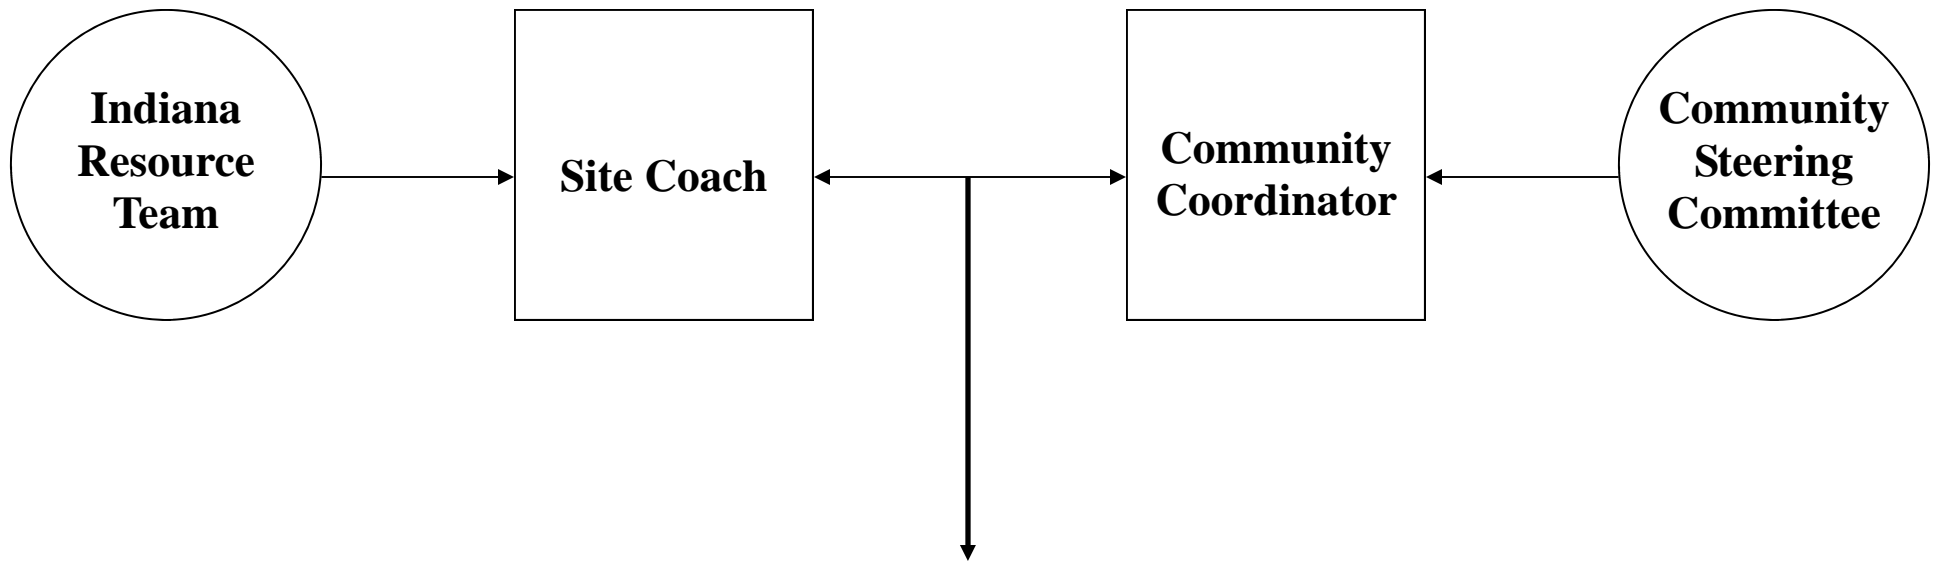 Indiana
Resource
Team
Site Coach
Community
Coordinator
Community
Steering
Committee